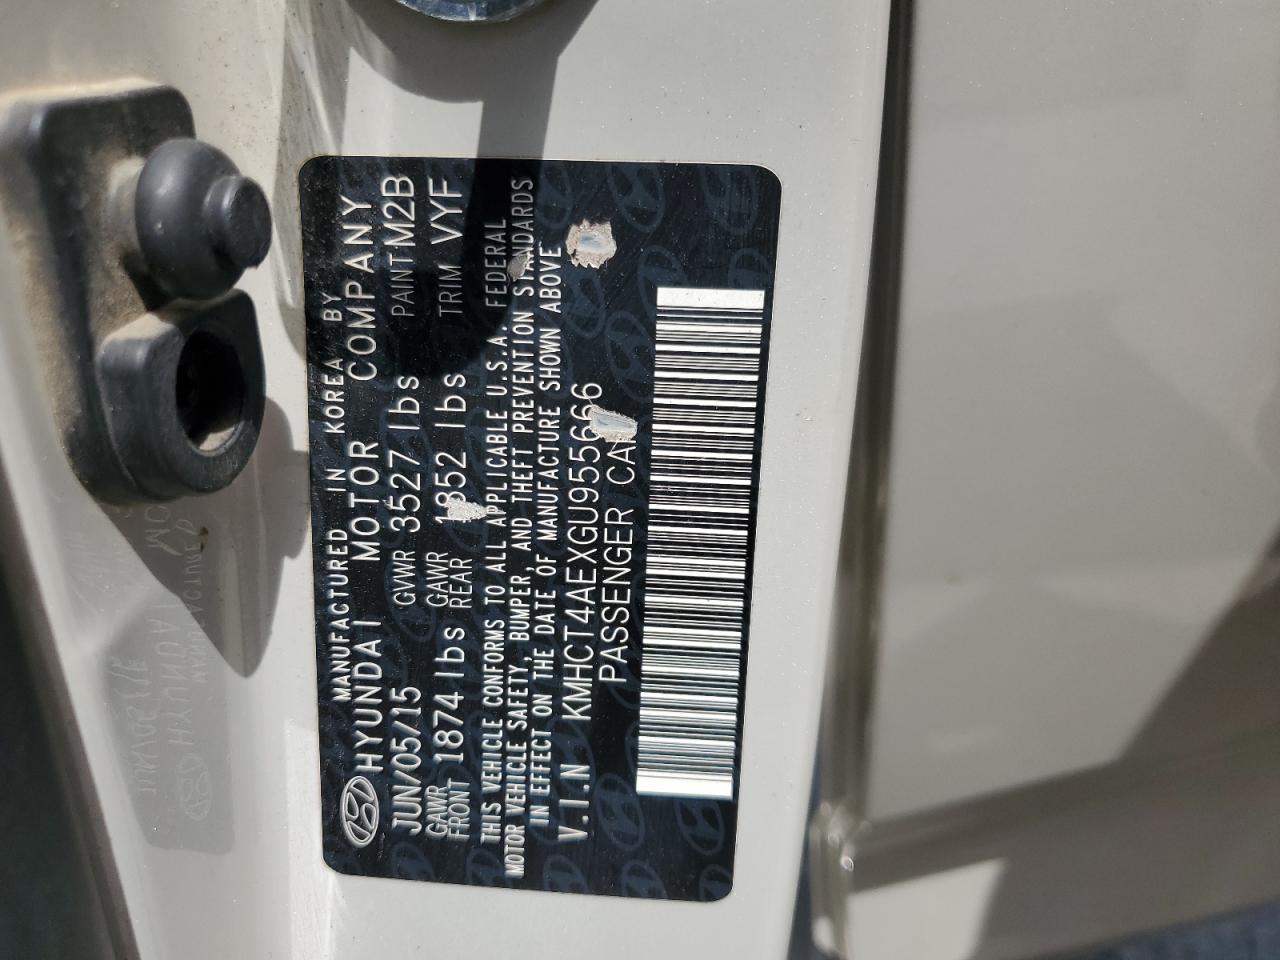 MANUFACTURED IN KOREA BY
HYUNDAI MOTOR COMPANY
JUN/05/15 GVWR 3527 lbs PAINT M2B
GAWR FRONT 1874 lbs GAWR REAR 1852 lbs TRIM VYF
THIS VEHICLE CONFORMS TO ALL APPLICABLE U.S.A. FEDERAL
MOTOR VEHICLE SAFETY, BUMPER, AND THEFT PREVENTION STANDARDS
IN EFFECT ON THE DATE OF MANUFACTURE SHOWN ABOVE
V.I.N KMHCT4AEXGU955666
PASSENGER CAR